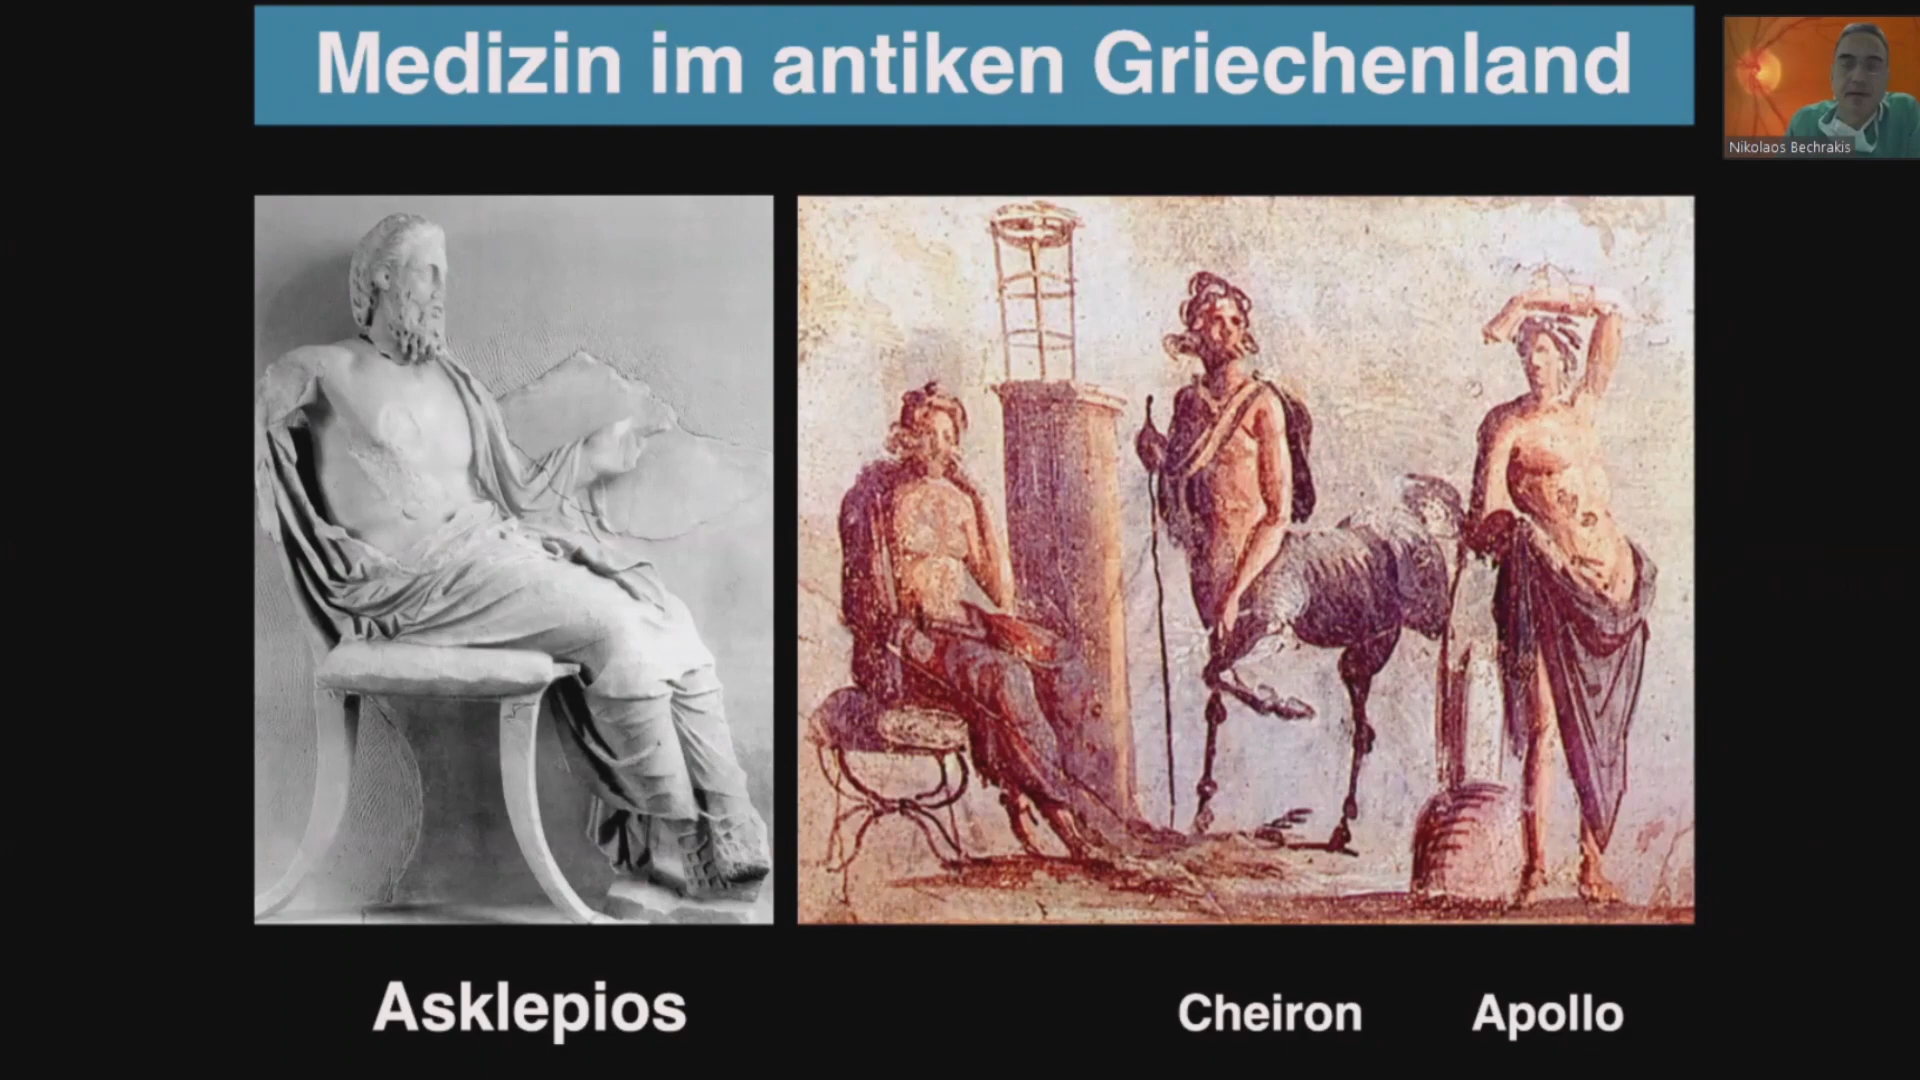 Medizin im antiken Griechenland
Nikolaos Bechrakis
Asklepios
Cheiron
Apollo